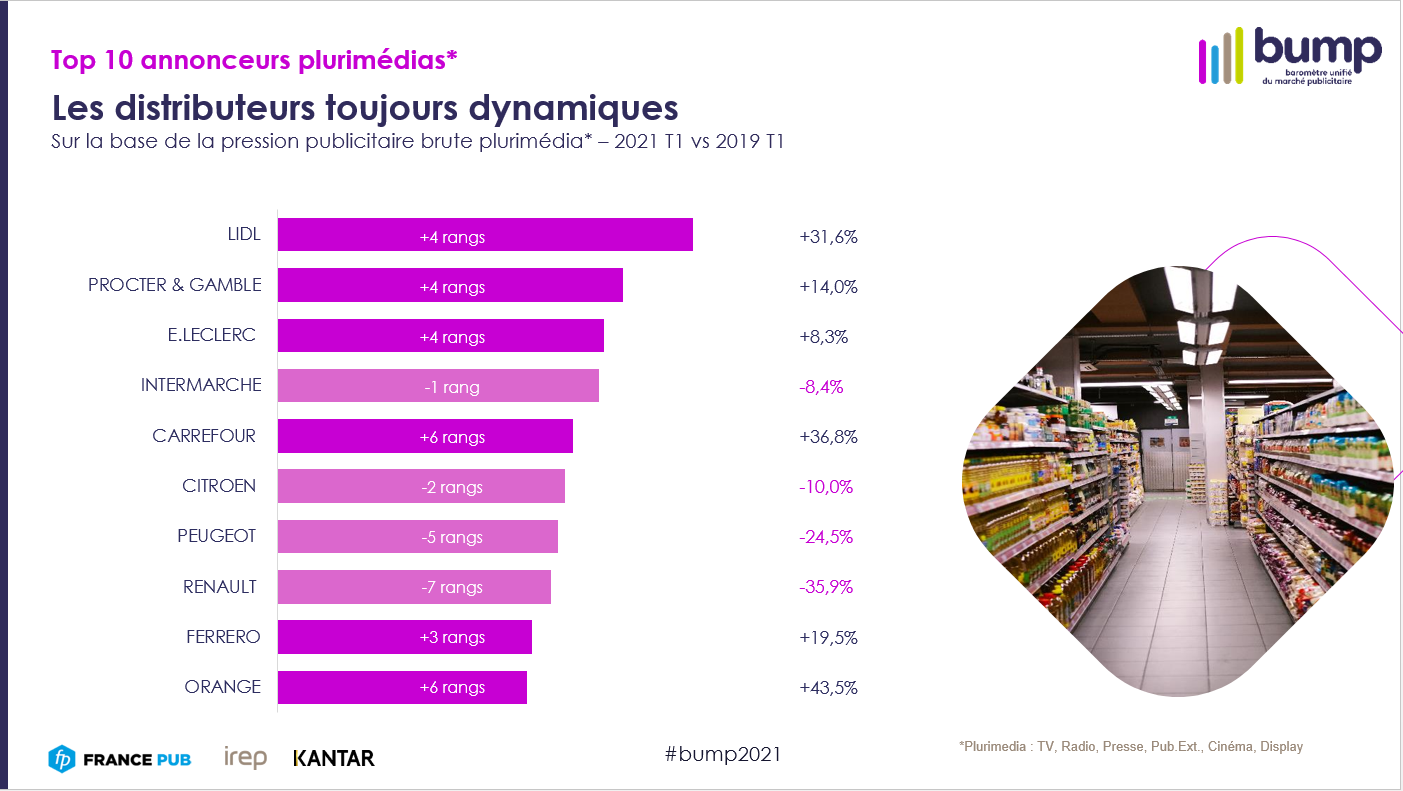 Top 10 annonceurs plurimédias*
bump
baromètre unifié
du marché publicitaire
Les distributeurs toujours dynamiques
Sur la base de la pression publicitaire brute plurimédia* – 2021 T1 vs 2019 T1
LIDL +4 rangs +31,6%
PROCTER & GAMBLE +4 rangs +14,0%
E.LECLERC +4 rangs +8,3%
INTERMARCHE -1 rang -8,4%
CARREFOUR +6 rangs +36,8%
CITROEN -2 rangs -10,0%
PEUGEOT -5 rangs -24,5%
RENAULT -7 rangs -35,9%
FERRERO +3 rangs +19,5%
ORANGE +6 rangs +43,5%
fp FRANCE PUB irep KANTAR
#bump2021
*Plurimedia : TV, Radio, Presse, Pub.Ext., Cinéma, Display